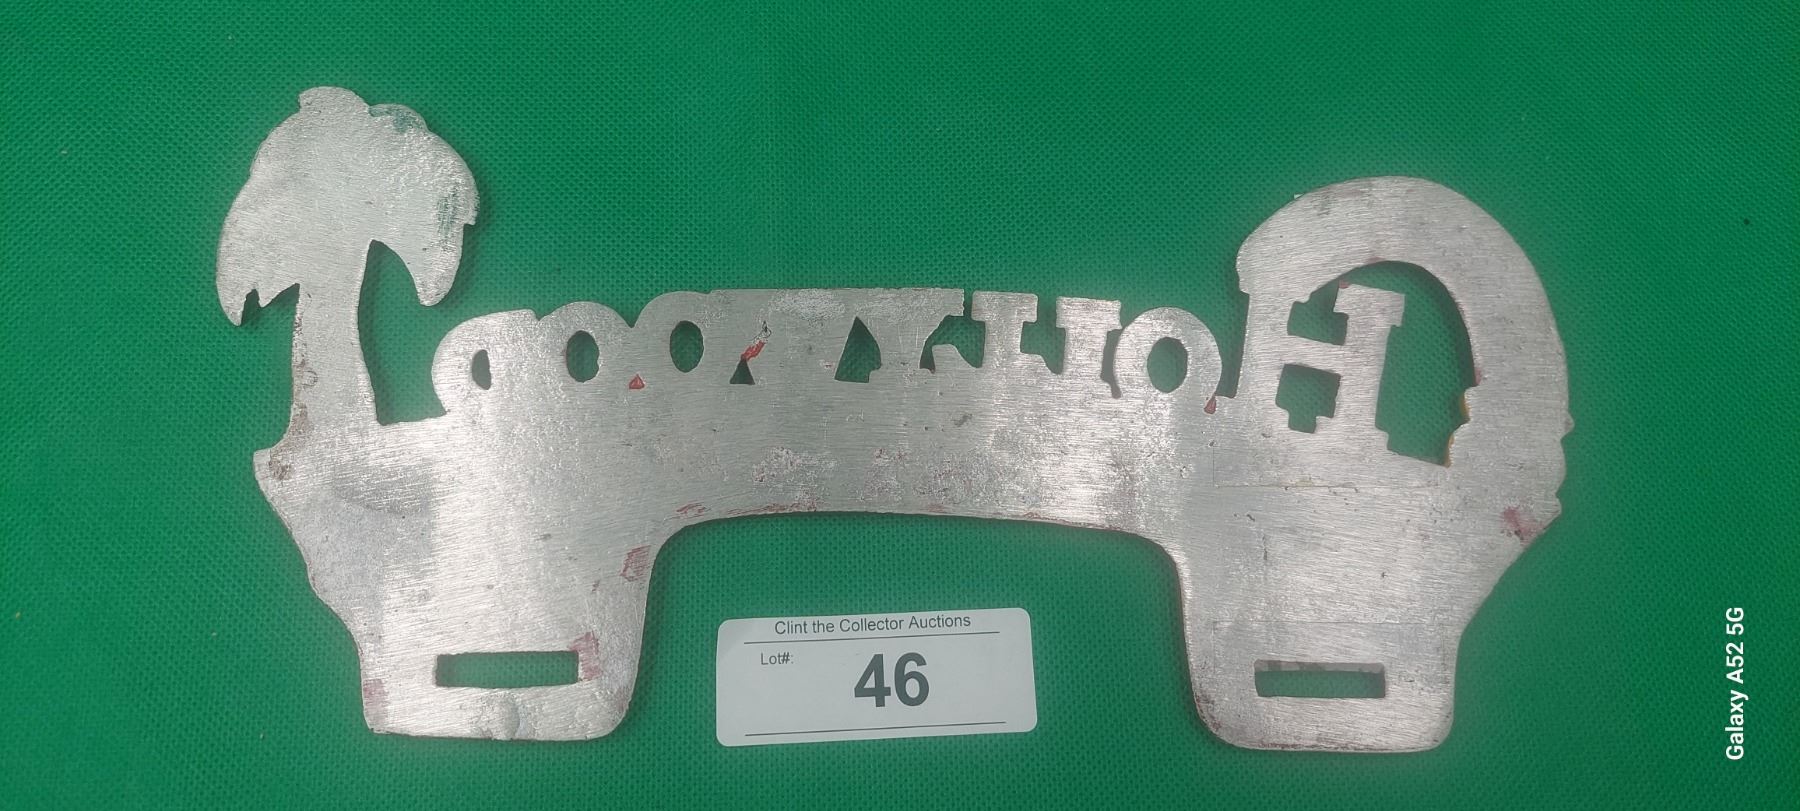 HOLLYWOOD
Clint the Collector Auctions
Lot#:
46
Galaxy A52 5G